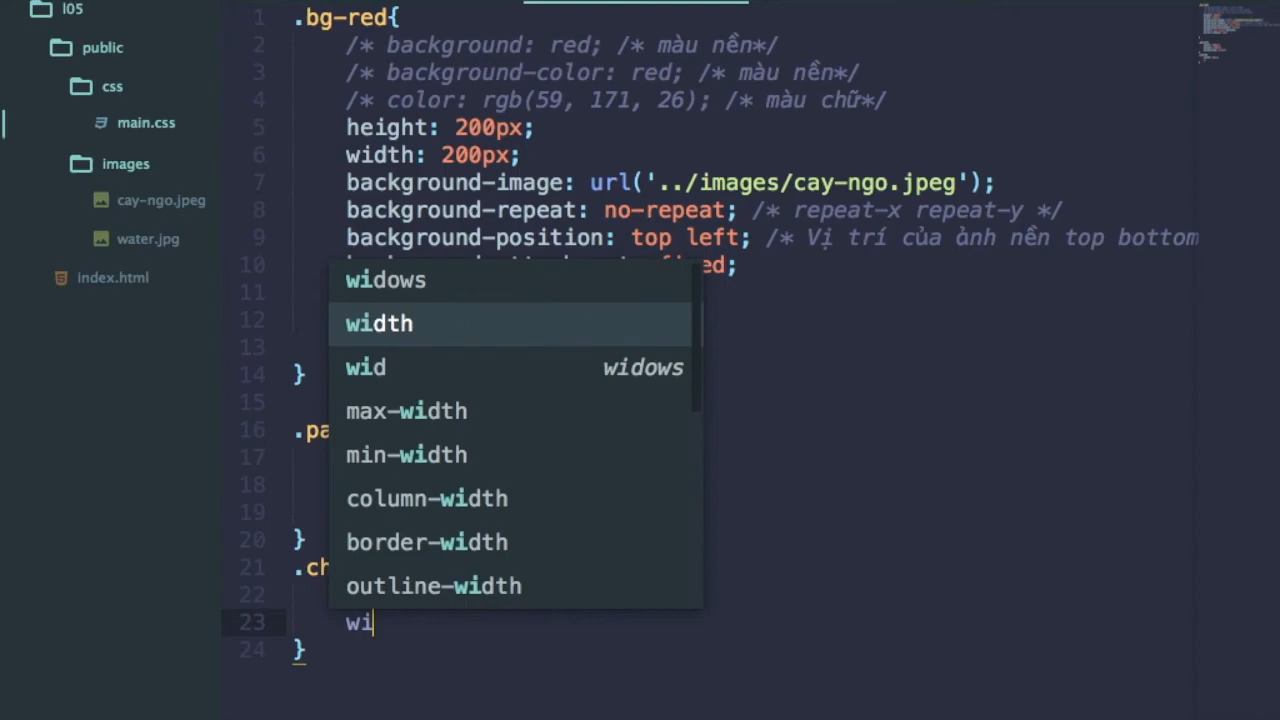 l05
public
css
main.css
images
cay-ngo.jpeg
water.jpg
index.html
1 .bg-red{
2 /* background: red; /* màu nền*/
3 /* background-color: red; /* màu nền*/
4 /* color: rgb(59, 171, 26); /* màu chữ*/
5 height: 200px;
6 width: 200px;
7 background-image: url('../images/cay-ngo.jpeg');
8 background-repeat: no-repeat; /* repeat-x repeat-y */
9 background-position: top left; /* Vị trí của ảnh nền top bottom
10
11
12
13
14 }
15
16 .pa
17
18
19
20 }
21 .ch
22
23 wi
24 }
widows
width
wid widows
max-width
min-width
column-width
border-width
outline-width